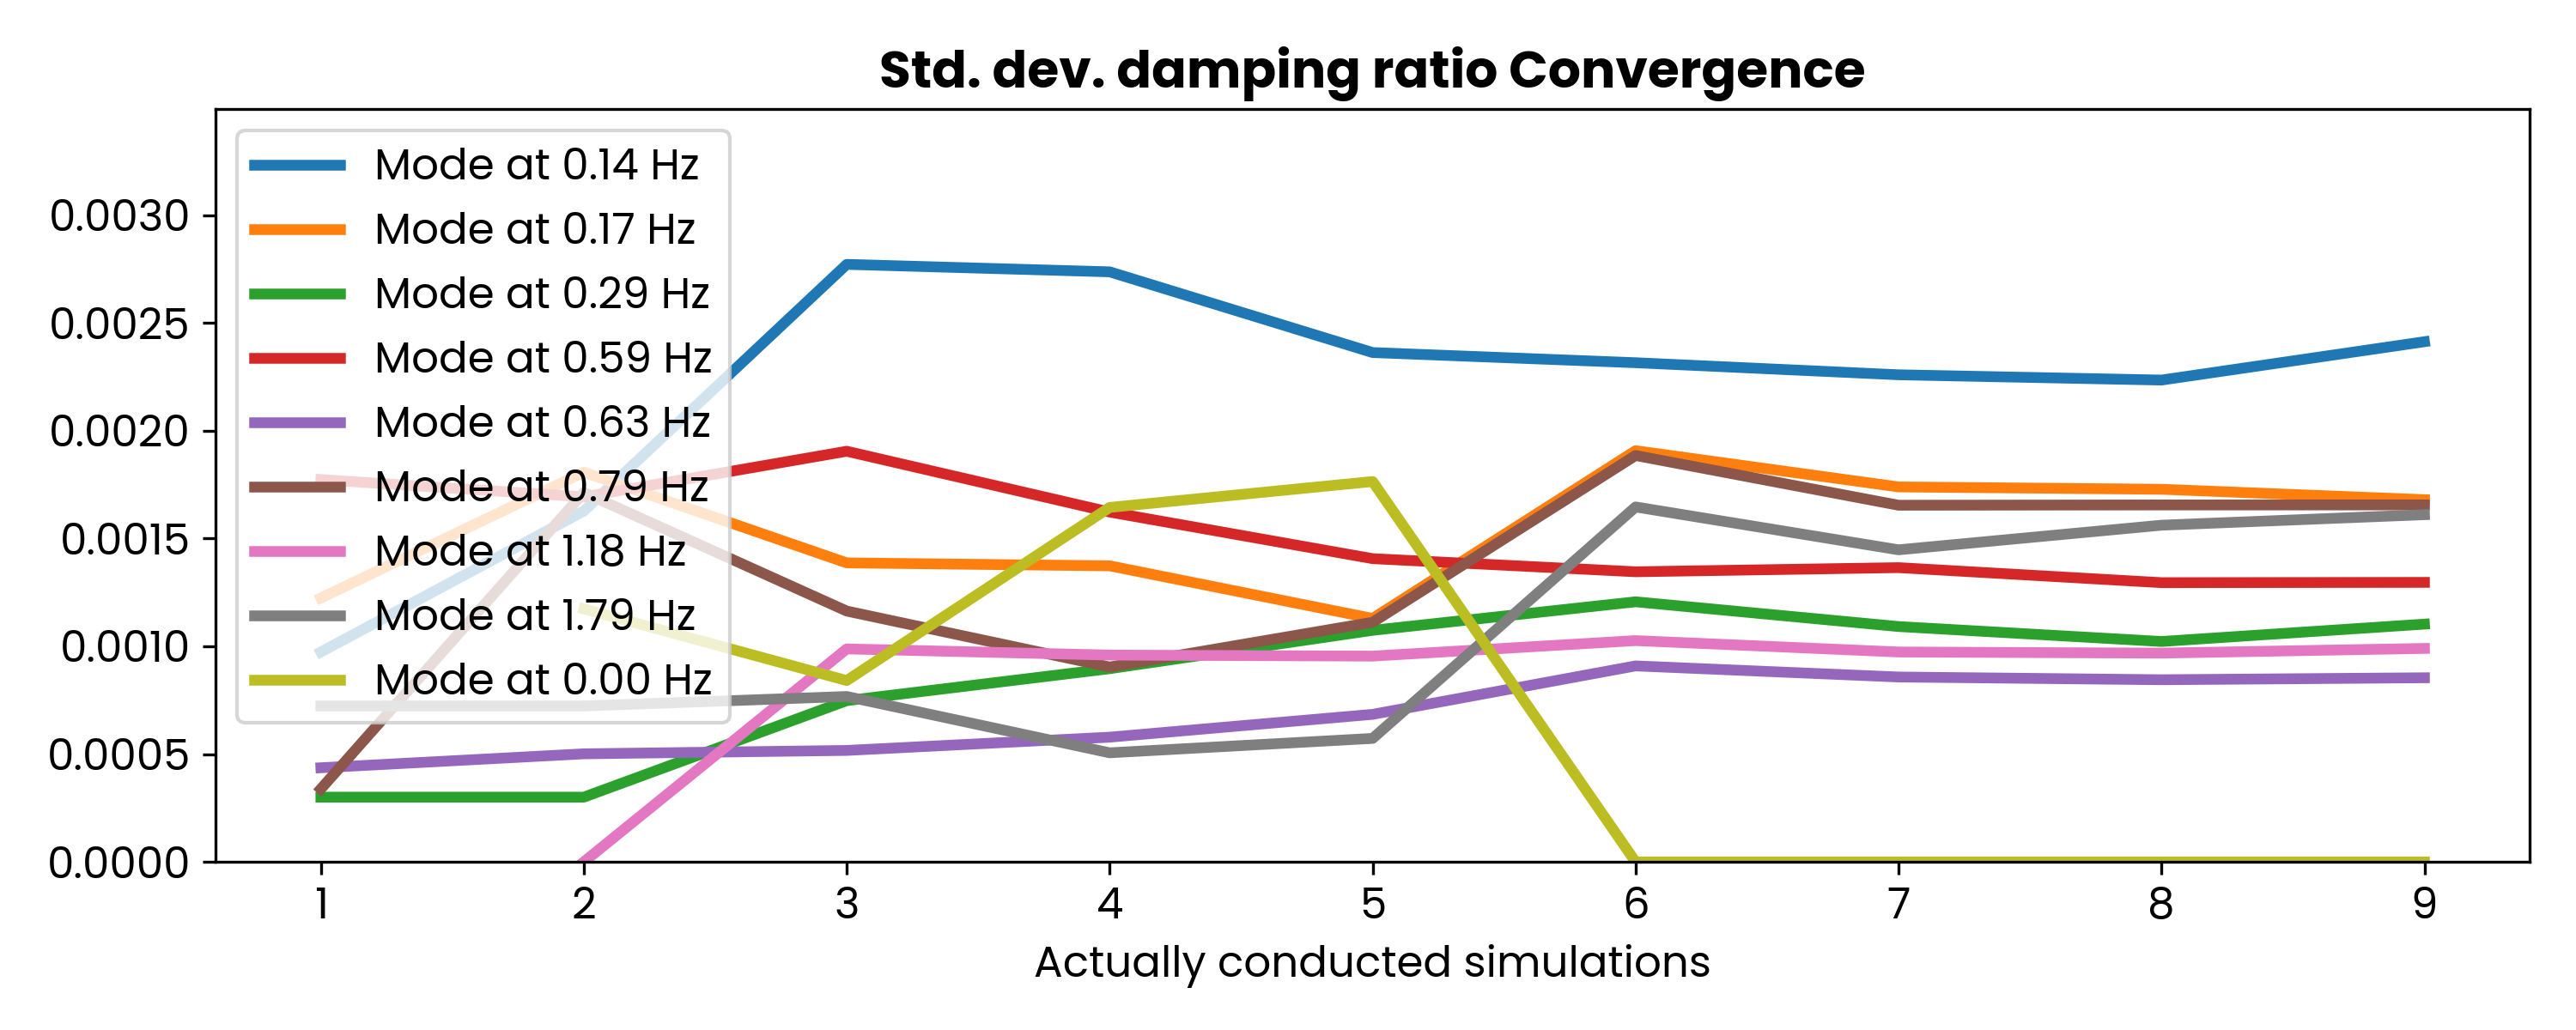 Std. dev. damping ratio Convergence
Mode at 0.14 Hz
Mode at 0.17 Hz
Mode at 0.29 Hz
Mode at 0.59 Hz
Mode at 0.63 Hz
Mode at 0.79 Hz
Mode at 1.18 Hz
Mode at 1.79 Hz
Mode at 0.00 Hz
0.0030
0.0025
0.0020
0.0015
0.0010
0.0005
0.0000
1 2 3 4 5 6 7 8 9
Actually conducted simulations